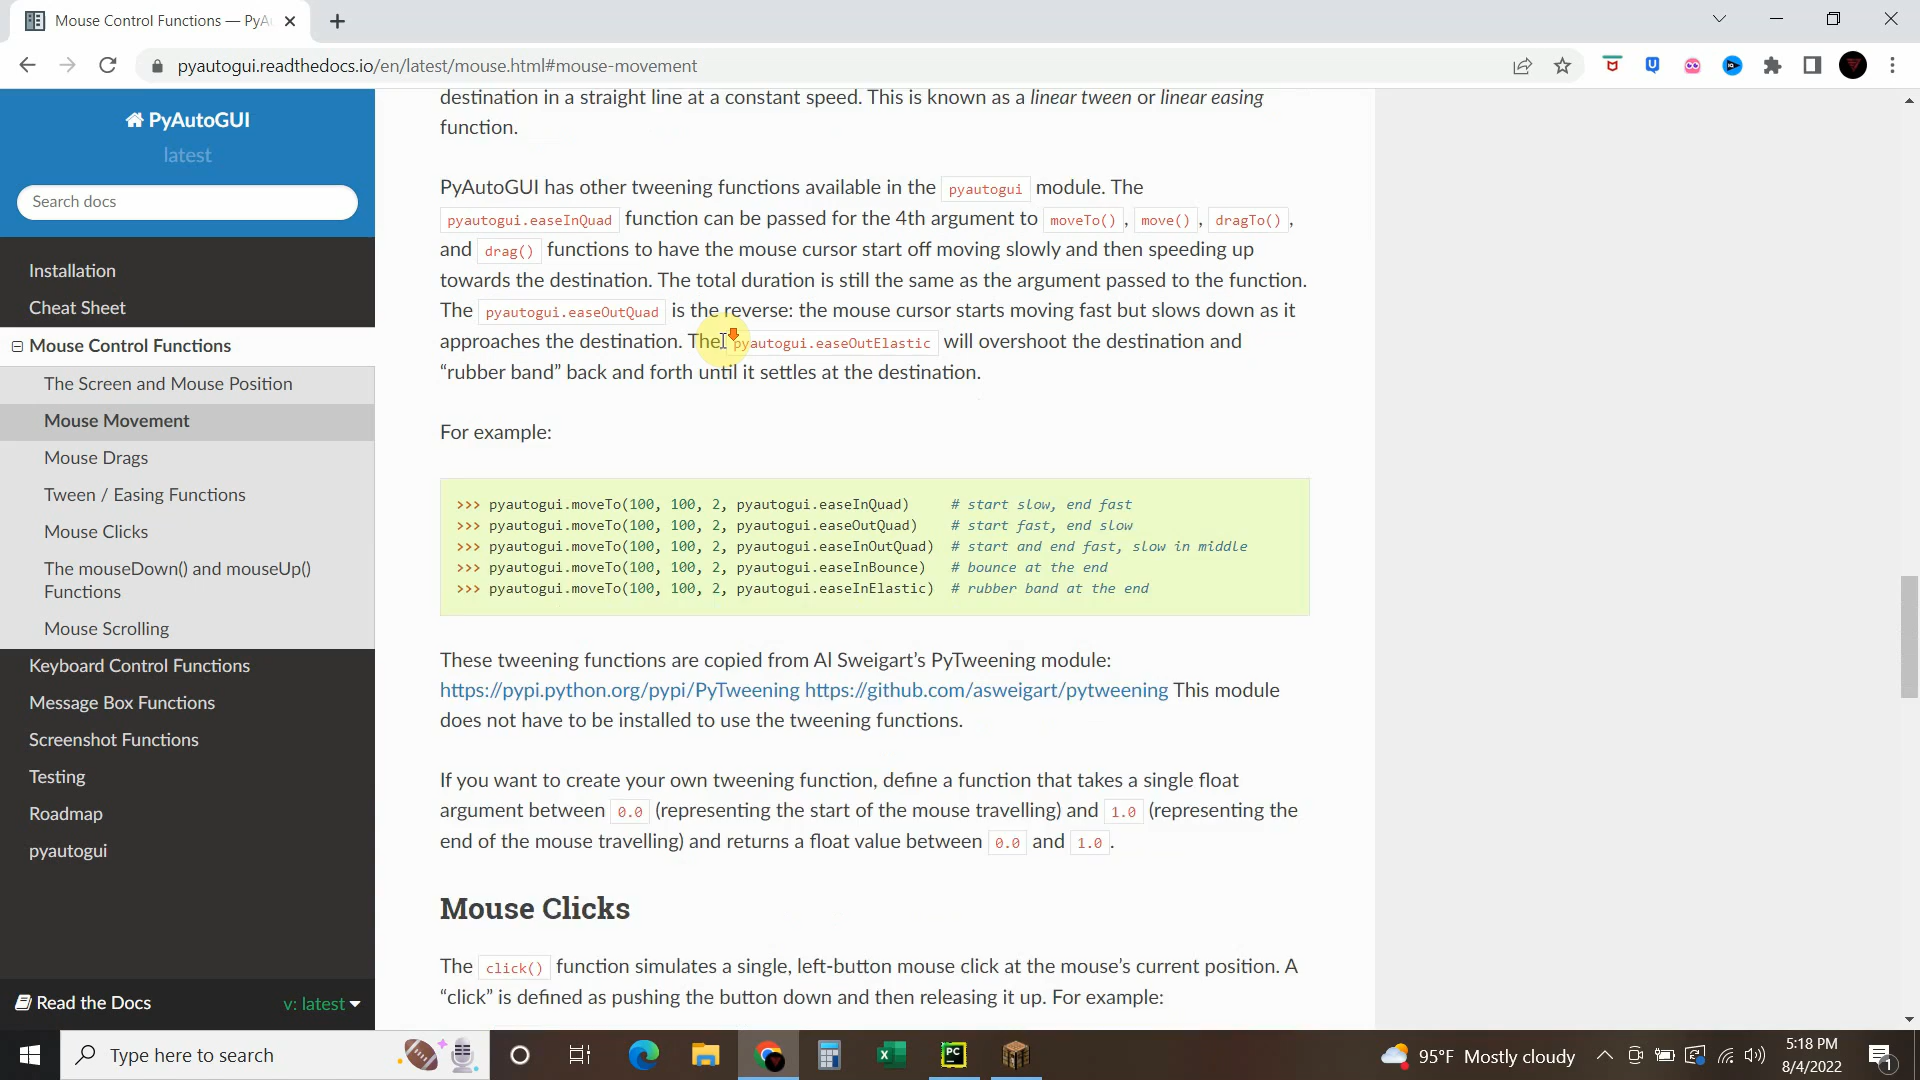 Mouse Control Functions — PyA
pyautogui.readthedocs.io/en/latest/mouse.html#mouse-movement
PyAutoGUI
latest
Search docs
Installation
Cheat Sheet
Mouse Control Functions
The Screen and Mouse Position
Mouse Movement
Mouse Drags
Tween / Easing Functions
Mouse Clicks
The mouseDown() and mouseUp()
Functions
Mouse Scrolling
Keyboard Control Functions
Message Box Functions
Screenshot Functions
Testing
Roadmap
pyautogui
Read the Docs
v: latest
destination in a straight line at a constant speed. This is known as a linear tween or linear easing
function.
PyAutoGUI has other tweening functions available in the pyautogui module. The
pyautogui.easeInQuad function can be passed for the 4th argument to moveTo(), move(), dragTo(),
and drag() functions to have the mouse cursor start off moving slowly and then speeding up
towards the destination. The total duration is still the same as the argument passed to the function.
The pyautogui.easeOutQuad is the reverse: the mouse cursor starts moving fast but slows down as it
approaches the destination. The pyautogui.easeOutElastic will overshoot the destination and
“rubber band” back and forth until it settles at the destination.
For example:
>>> pyautogui.moveTo(100, 100, 2, pyautogui.easeInQuad) # start slow, end fast
>>> pyautogui.moveTo(100, 100, 2, pyautogui.easeOutQuad) # start fast, end slow
>>> pyautogui.moveTo(100, 100, 2, pyautogui.easeInOutQuad) # start and end fast, slow in middle
>>> pyautogui.moveTo(100, 100, 2, pyautogui.easeInBounce) # bounce at the end
>>> pyautogui.moveTo(100, 100, 2, pyautogui.easeInElastic) # rubber band at the end
These tweening functions are copied from Al Sweigart’s PyTweening module:
https://pypi.python.org/pypi/PyTweening https://github.com/asweigart/pytweening This module
does not have to be installed to use the tweening functions.
If you want to create your own tweening function, define a function that takes a single float
argument between 0.0 (representing the start of the mouse travelling) and 1.0 (representing the
end of the mouse travelling) and returns a float value between 0.0 and 1.0.
Mouse Clicks
The click() function simulates a single, left-button mouse click at the mouse’s current position. A
“click” is defined as pushing the button down and then releasing it up. For example:
Type here to search
PC
95°F Mostly cloudy
5:18 PM
8/4/2022
1